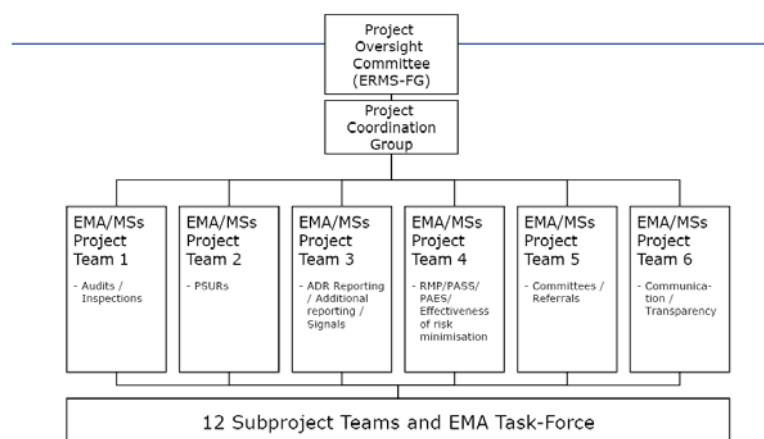 Project
Oversight
Committee
(ERMS-FG)
Project
Coordination
Group
EMA/MSs
Project
Team 1
- Audits /
Inspections
EMA/MSs
Project
Team 2
- PSURs
EMA/MSs
Project
Team 3
- ADR Reporting
/ Additional
reporting /
Signals
EMA/MSs
Project
Team 4
- RMP/PASS/
PAES/
Effectiveness
of risk
minimisation
EMA/MSs
Project
Team 5
- Committees /
Referrals
EMA/MSs
Project
Team 6
- Communica-
tion /
Transparency
12 Subproject Teams and EMA Task-Force